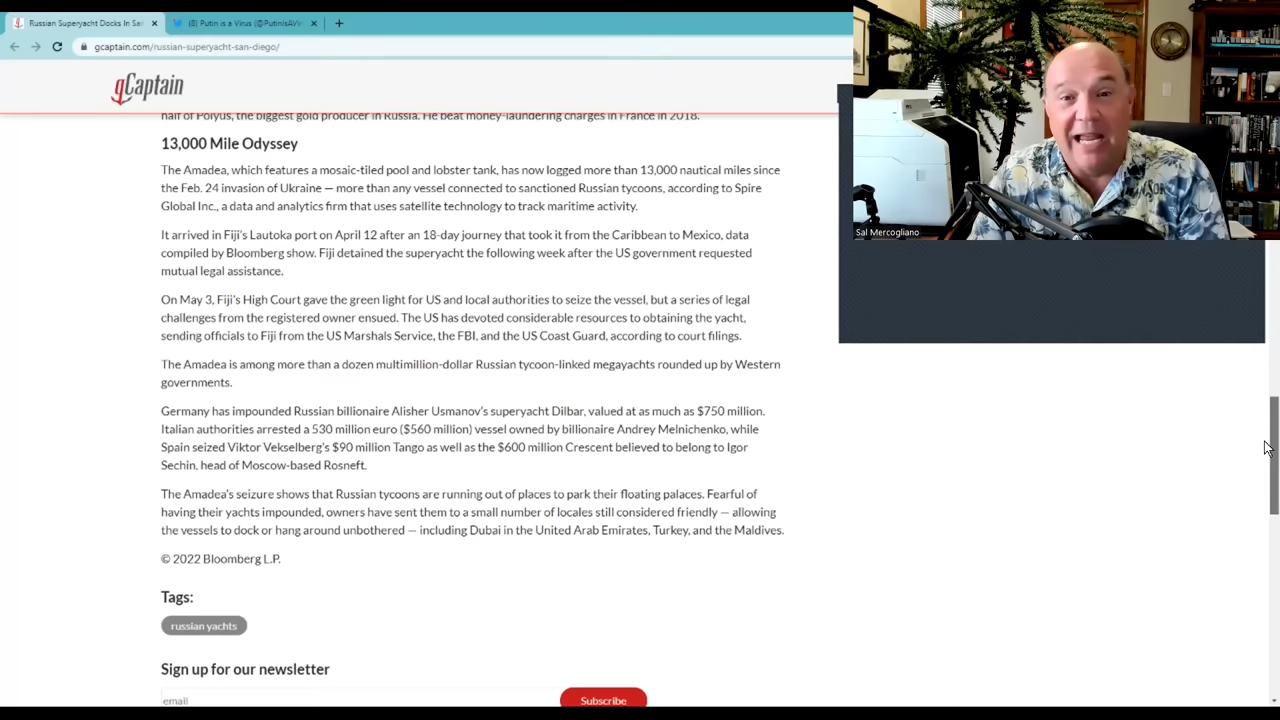 Russian Superyacht Docks In San
(8) Putin is a Virus (@PutinIsAVir
gcaptain.com/russian-superyacht-san-diego/
gCaptain
Sal Mercogliano
half of Polyus, the biggest gold producer in Russia. He beat money-laundering charges in France in 2018.
13,000 Mile Odyssey
The Amadea, which features a mosaic-tiled pool and lobster tank, has now logged more than 13,000 nautical miles since
the Feb. 24 invasion of Ukraine — more than any vessel connected to sanctioned Russian tycoons, according to Spire
Global Inc., a data and analytics firm that uses satellite technology to track maritime activity.
It arrived in Fiji's Lautoka port on April 12 after an 18-day journey that took it from the Caribbean to Mexico, data
compiled by Bloomberg show. Fiji detained the superyacht the following week after the US government requested
mutual legal assistance.
On May 3, Fiji's High Court gave the green light for US and local authorities to seize the vessel, but a series of legal
challenges from the registered owner ensued. The US has devoted considerable resources to obtaining the yacht,
sending officials to Fiji from the US Marshals Service, the FBI, and the US Coast Guard, according to court filings.
The Amadea is among more than a dozen multimillion-dollar Russian tycoon-linked megayachts rounded up by Western
governments.
Germany has impounded Russian billionaire Alisher Usmanov's superyacht Dilbar, valued at as much as $750 million.
Italian authorities arrested a 530 million euro ($560 million) vessel owned by billionaire Andrey Melnichenko, while
Spain seized Viktor Vekselberg's $90 million Tango as well as the $600 million Crescent believed to belong to Igor
Sechin, head of Moscow-based Rosneft.
The Amadea's seizure shows that Russian tycoons are running out of places to park their floating palaces. Fearful of
having their yachts impounded, owners have sent them to a small number of locales still considered friendly — allowing
the vessels to dock or hang around unbothered — including Dubai in the United Arab Emirates, Turkey, and the Maldives.
© 2022 Bloomberg L.P.
Tags:
russian yachts
Sign up for our newsletter
email
Subscribe